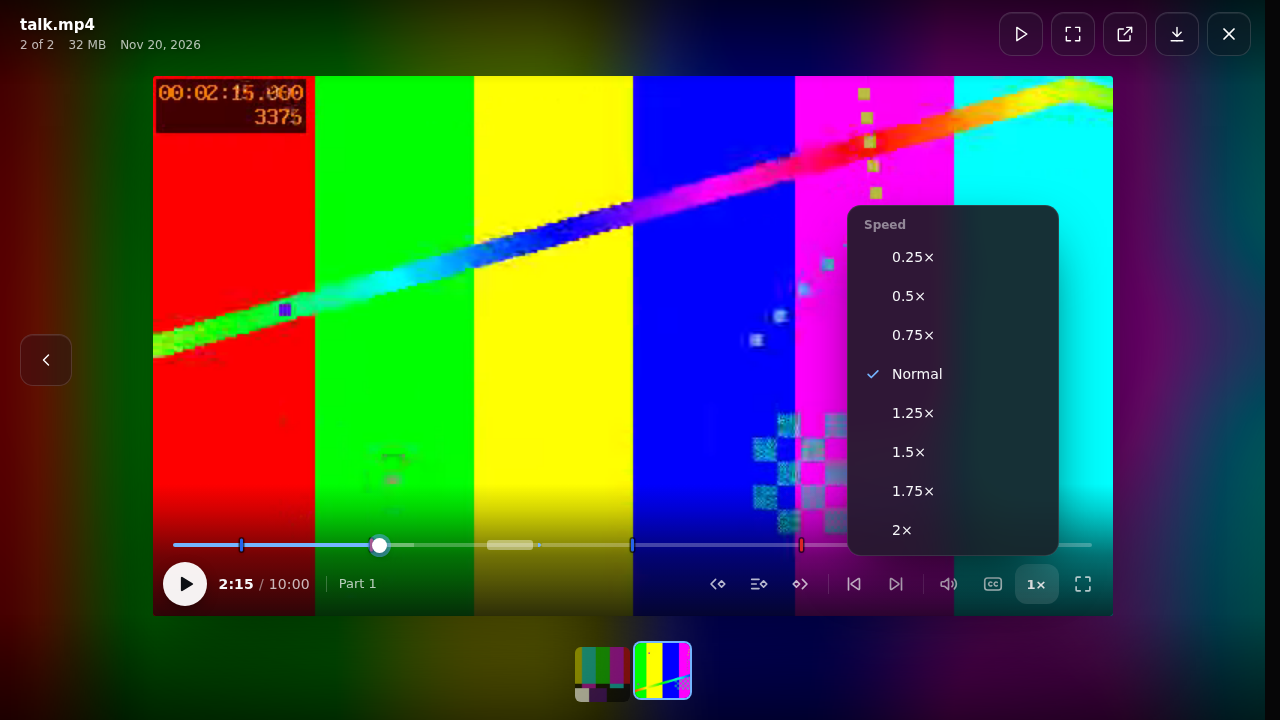 talk.mp4
2 of 2 32 MB Nov 20, 2026
00:02:15.000
3375
Speed
0.25×
0.5×
0.75×
Normal
1.25×
1.5×
1.75×
2×
2:15 / 10:00 Part 1
CC
1×